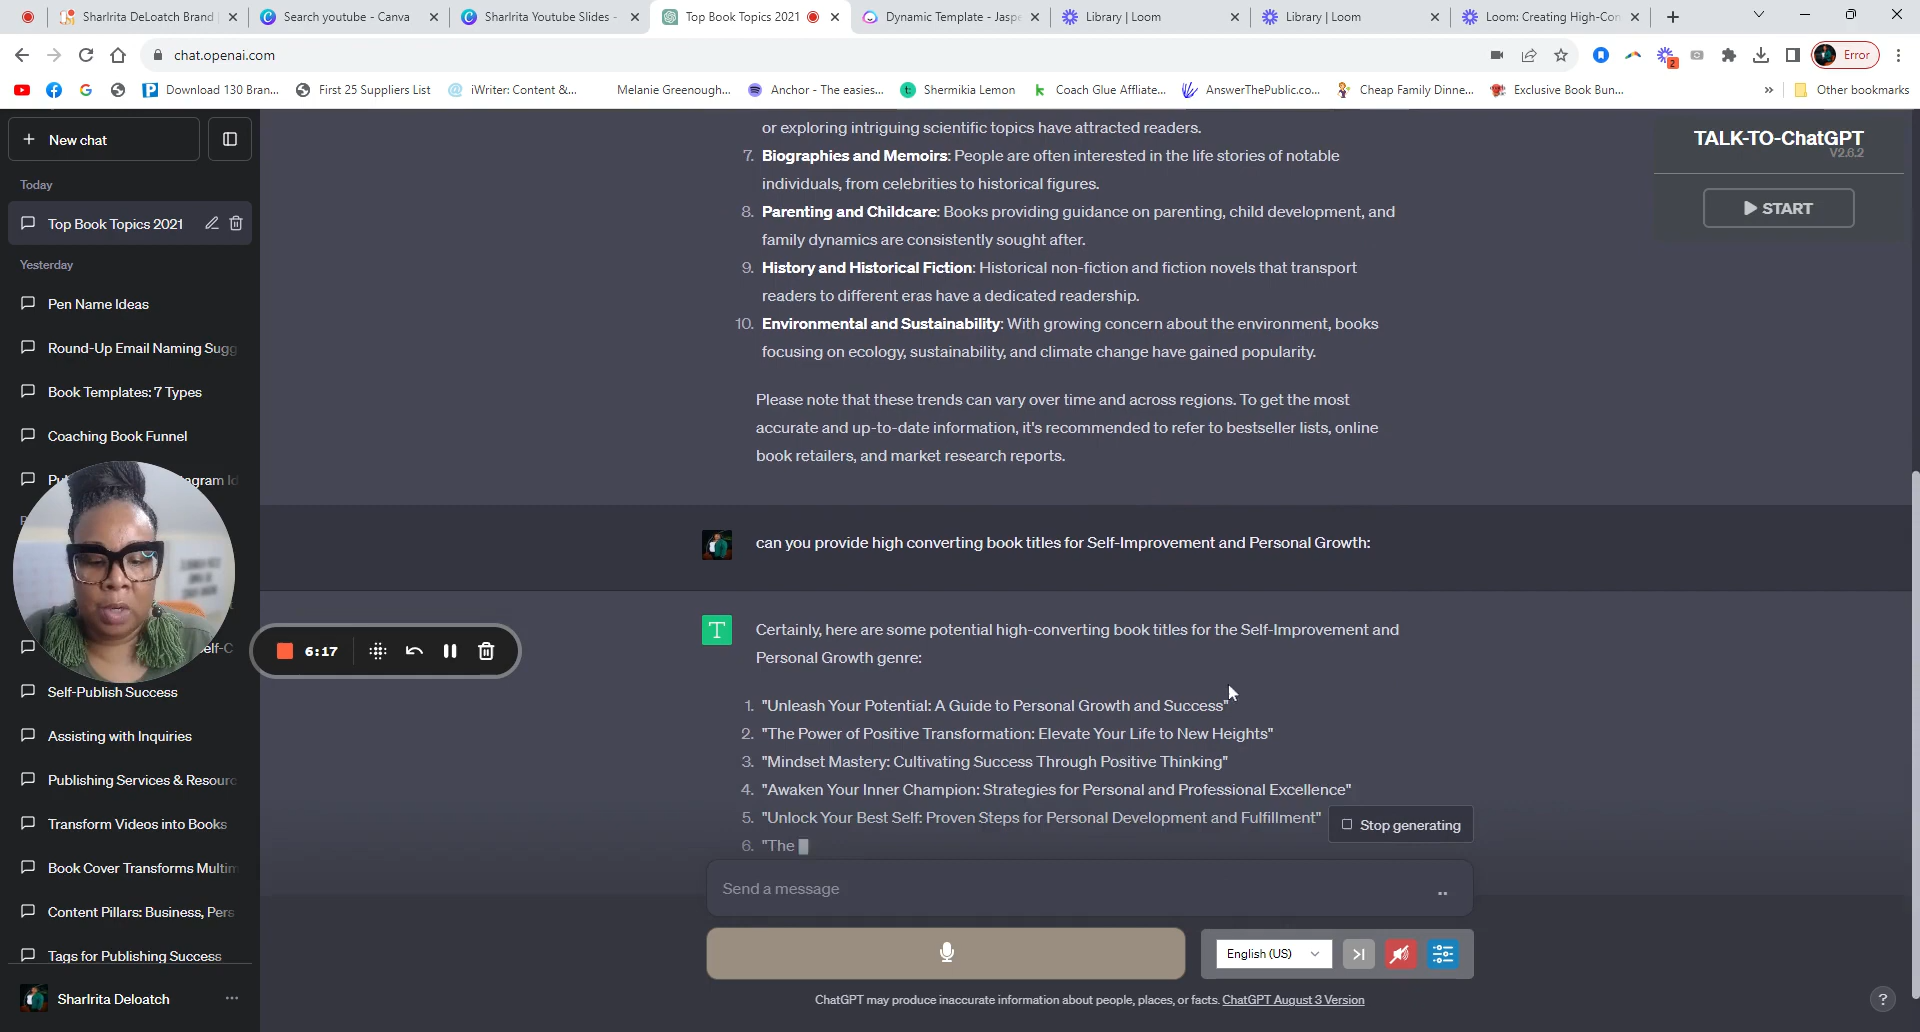 SharIrita DeLoatch Brand
Search youtube - Canva
SharIrita Youtube Slides -
Top Book Topics 2021
Dynamic Template - Jaspe
Library | Loom
Library | Loom
Loom: Creating High-Con
chat.openai.com
2
Error
Download 130 Bran...
First 25 Suppliers List
iWriter: Content &...
Melanie Greenough...
Anchor - The easies...
Shermikia Lemon
Coach Glue Affliate...
AnswerThePublic.co...
Cheap Family Dinne...
Exclusive Book Bun...
»
Other bookmarks
+ New chat
Today
Top Book Topics 2021
Yesterday
Pen Name Ideas
Round-Up Email Naming Sugg
Book Templates: 7 Types
Coaching Book Funnel
agram Id
elf-C
Self-Publish Success
Assisting with Inquiries
Publishing Services & Resourc
Transform Videos into Books
Book Cover Transforms Multim
Content Pillars: Business, Pers
Tags for Publishing Success
SharIrita Deloatch
6:17
or exploring intriguing scientific topics have attracted readers.
7. Biographies and Memoirs: People are often interested in the life stories of notable
individuals, from celebrities to historical figures.
8. Parenting and Childcare: Books providing guidance on parenting, child development, and
family dynamics are consistently sought after.
9. History and Historical Fiction: Historical non-fiction and fiction novels that transport
readers to different eras have a dedicated readership.
10. Environmental and Sustainability: With growing concern about the environment, books
focusing on ecology, sustainability, and climate change have gained popularity.
Please note that these trends can vary over time and across regions. To get the most
accurate and up-to-date information, it's recommended to refer to bestseller lists, online
book retailers, and market research reports.
can you provide high converting book titles for Self-Improvement and Personal Growth:
T
Certainly, here are some potential high-converting book titles for the Self-Improvement and
Personal Growth genre:
1. "Unleash Your Potential: A Guide to Personal Growth and Success"
2. "The Power of Positive Transformation: Elevate Your Life to New Heights"
3. "Mindset Mastery: Cultivating Success Through Positive Thinking"
4. "Awaken Your Inner Champion: Strategies for Personal and Professional Excellence"
5. "Unlock Your Best Self: Proven Steps for Personal Development and Fulfillment"
6. "The
Stop generating
Send a message
English (US)
ChatGPT may produce inaccurate information about people, places, or facts. ChatGPT August 3 Version
TALK-TO-ChatGPT
V2.6.2
START
?